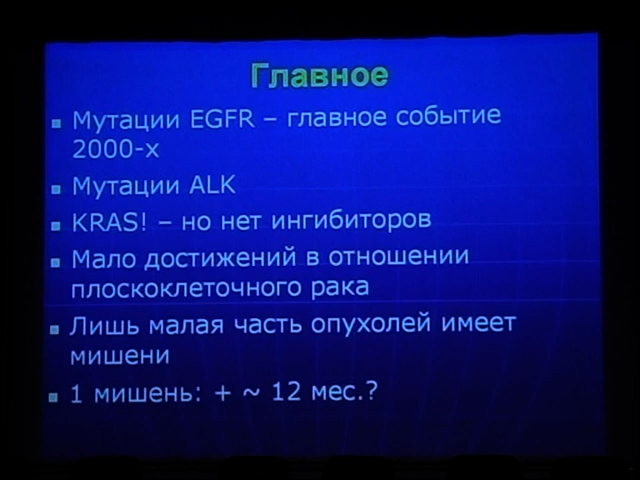 Главное
▪ Мутации EGFR – главное событие
2000-х
▪ Мутации ALK
▪ KRAS! – но нет ингибиторов
▪ Мало достижений в отношении
плоскоклеточного рака
▪ Лишь малая часть опухолей имеет
мишени
▪ 1 мишень: + ~ 12 мес.?